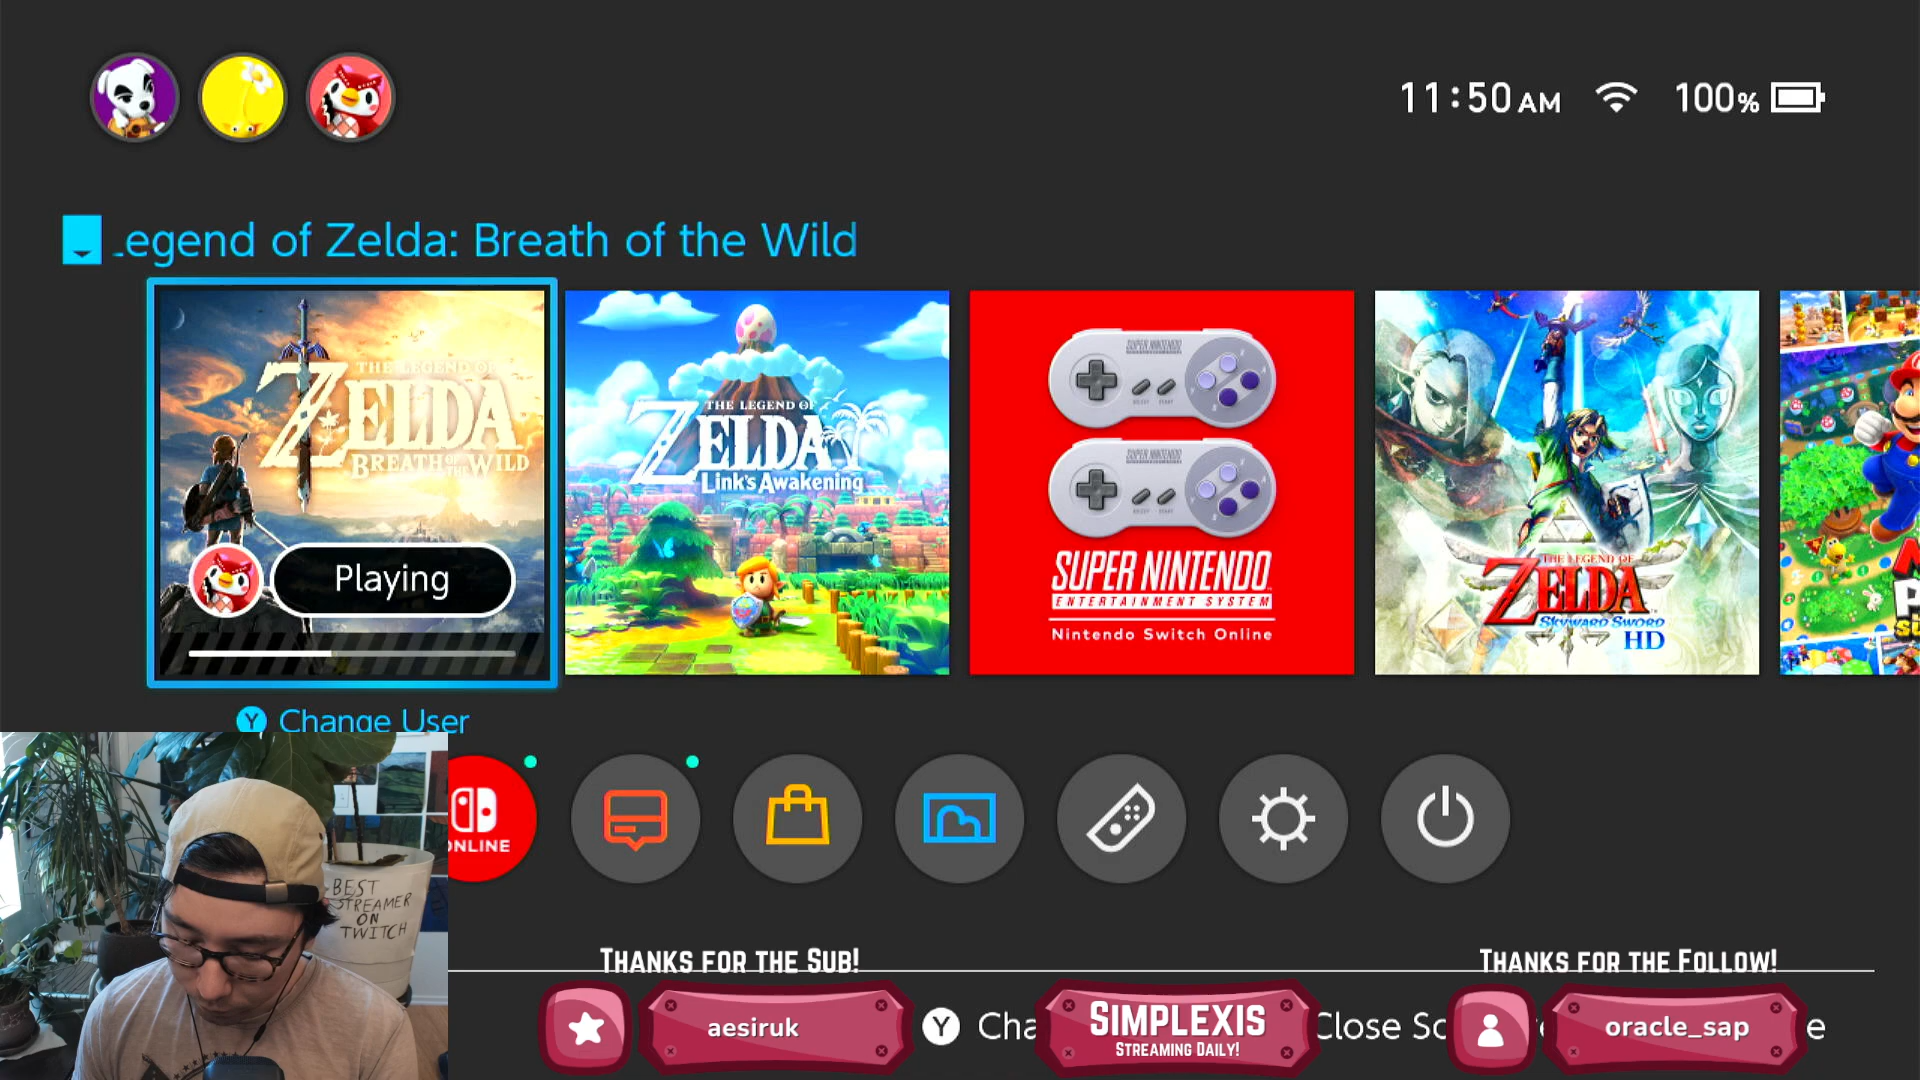 11:50 AM 100%
Legend of Zelda: Breath of the Wild
THE LEGEND OF
ZELDA
BREATH OF THE WILD
Playing
THE LEGEND OF
ZELDA
Link's Awakening
SUPER NINTENDO
ENTERTAINMENT SYSTEM
Nintendo Switch Online
THE LEGEND OF
ZELDA
SKYWARD SWORD
HD
Y Change User
ONLINE
BEST
STREAMER
ON
TWITCH
THANKS FOR THE SUB!
aesiruk
Y Cha
SIMPLEXIS
STREAMING DAILY!
Close So
THANKS FOR THE FOLLOW!
oracle_sap
e